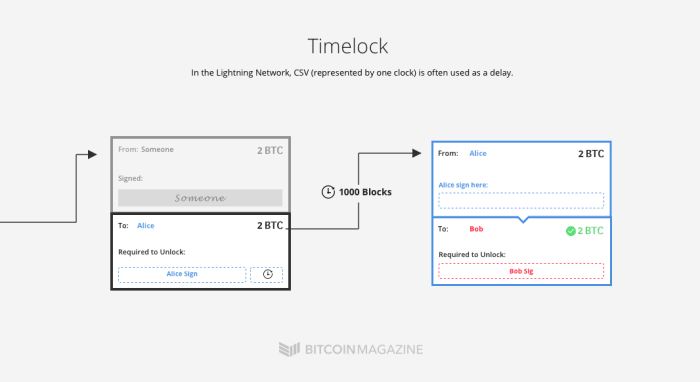 Timelock
In the Lightning Network, CSV (represented by one clock) is often used as a delay.
From: Someone 2 BTC
Signed:
Someone
To: Alice 2 BTC
Required to Unlock:
Alice Sign
1000 Blocks
From: Alice 2 BTC
Alice sign here:
To: Bob 2 BTC
Required to Unlock:
Bob Sig
BITCOIN MAGAZINE